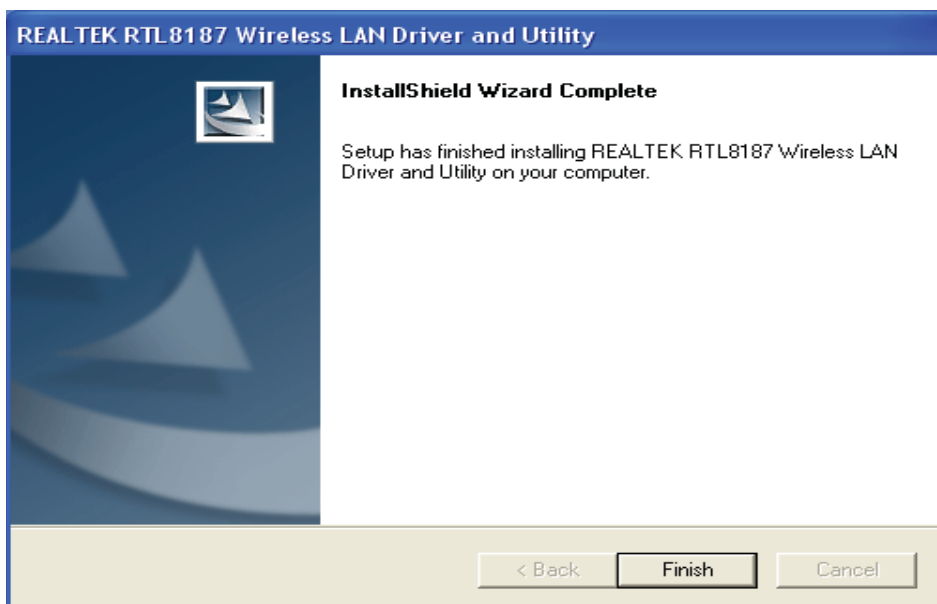 REALTEK RTL8187 Wireless LAN Driver and Utility
InstallShield Wizard Complete
Setup has finished installing REALTEK RTL8187 Wireless LAN
Driver and Utility on your computer.
< Back
Finish
Cancel